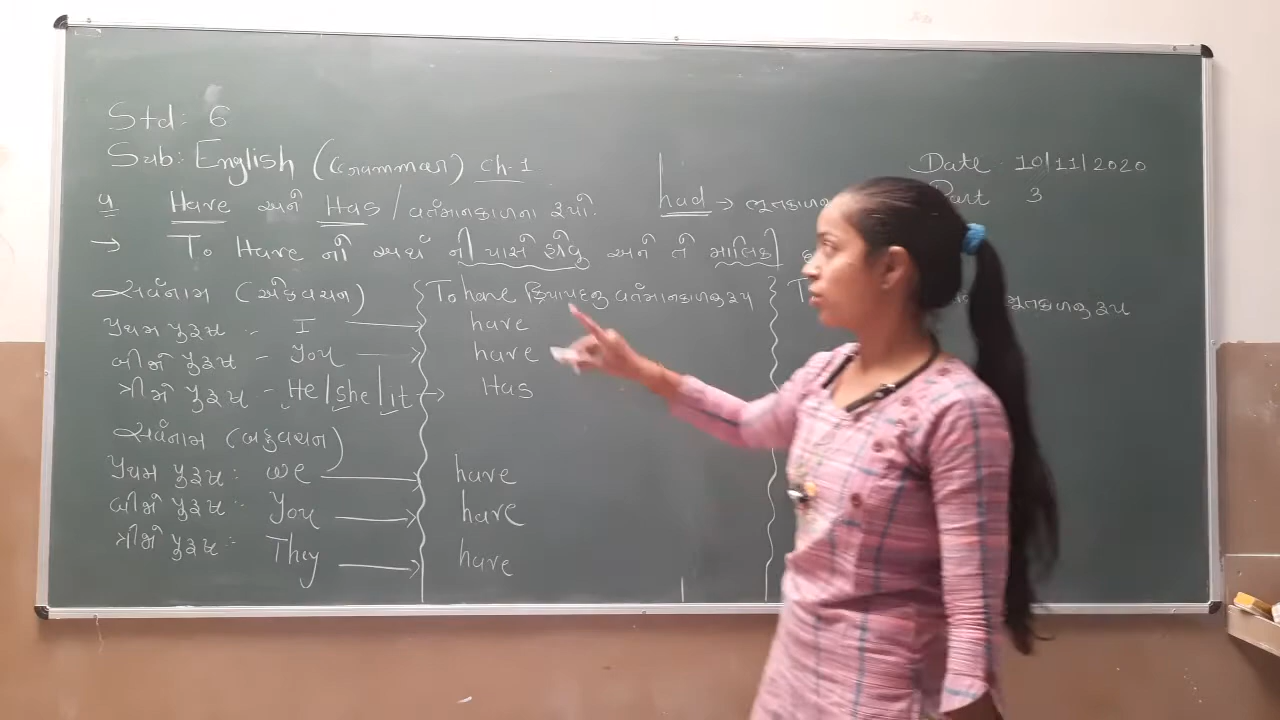 Std: 6
Sub: English (Grammar) Ch-1
Date : 10/11/2020
Part 3
૫ Have અને Has / વર્તમાનકાળના રૂપો.
had → ભૂતકાળ
→ To Have નો અર્થ ની પાસે હોવુ અને તે માલિકી
સર્વનામ (એકવચન)
To have ક્રિયાપદનુ વર્તમાનકાળનુ રૂપ
ભૂતકાળનુ રૂપ
પ્રથમ પુરૂષ :- I → have
બીજો પુરૂષ - You → have
ત્રીજો પુરૂષ - He/she/it → Has
સર્વનામ (બહુવચન)
પ્રથમ પુરૂષ : we → have
બીજો પુરૂષ :- You → have
ત્રીજો પુરૂષ :- They → have